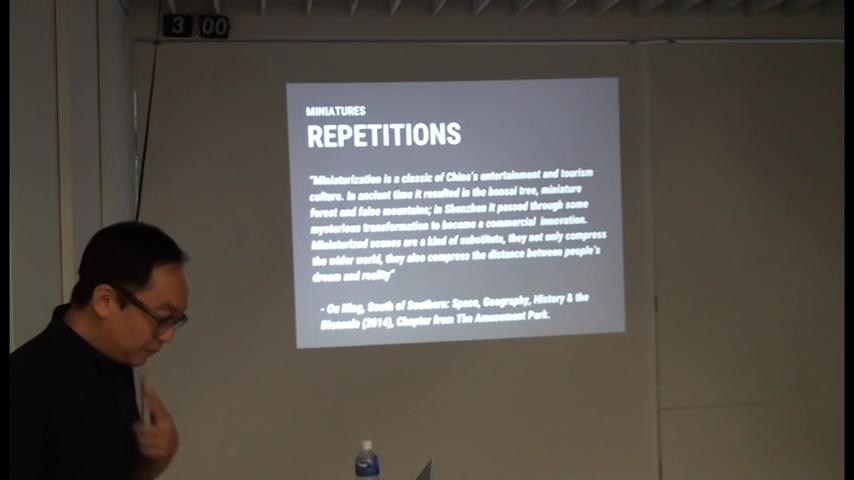 3 00
MINIATURES
REPETITIONS
"Miniaturization is a classic of China's entertainment and tourism
culture. In ancient time it resulted in the bonsai tree, miniature
forest and false mountains; in Shenzhen it passed through some
mysterious transformation to become a commercial innovation.
Miniaturized scenes are a kind of substitute, they not only compress
the wider world, they also compress the distance between people's
dream and reality"
- Ou Ning, South of Southern: Space, Geography, History & the
Biennale (2014), Chapter from The Amusement Park.